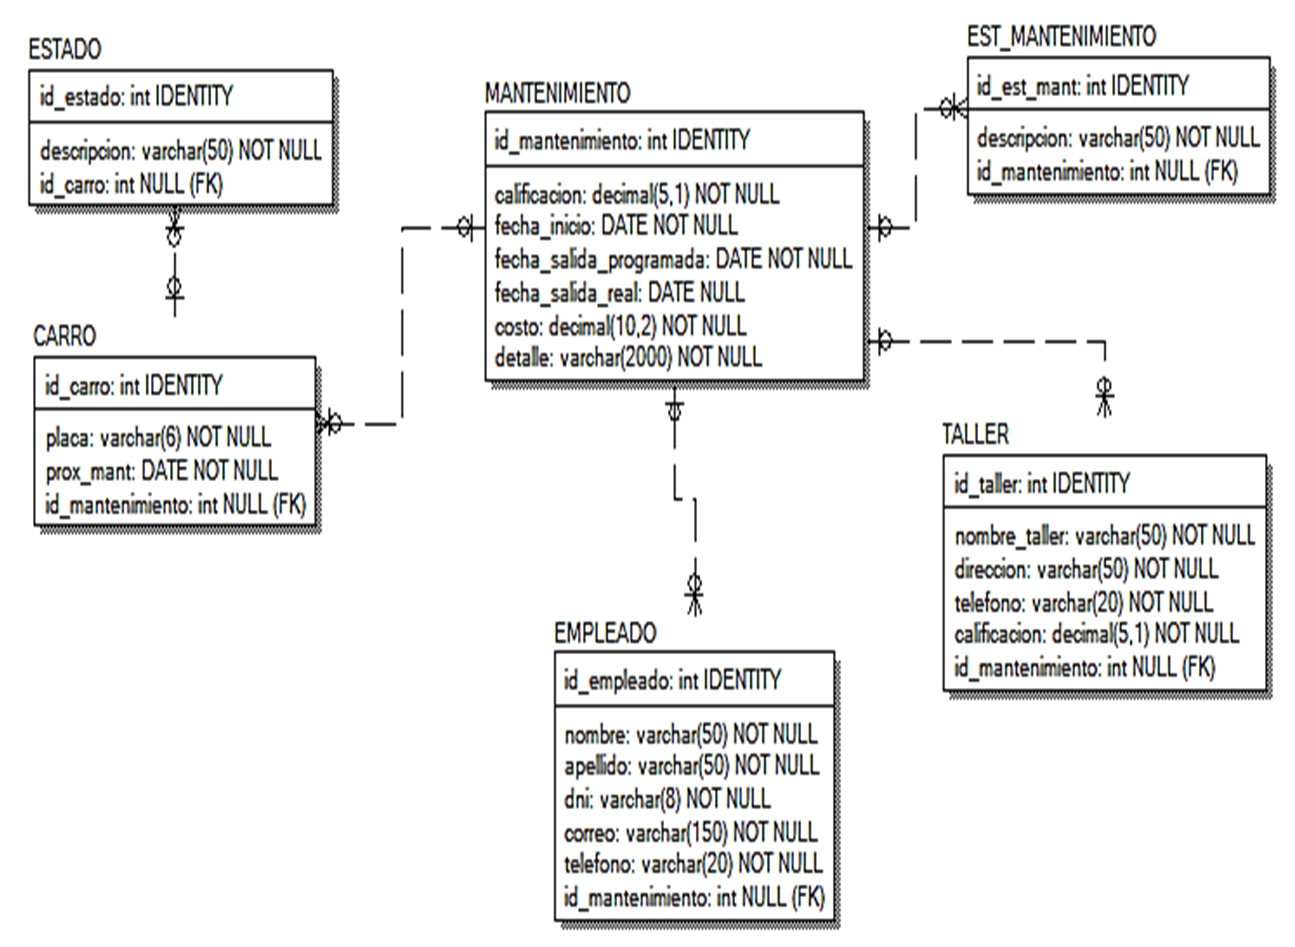 ESTADO
id_estado: int IDENTITY
descripcion: varchar(50) NOT NULL
id_carro: int NULL (FK)
CARRO
id_carro: int IDENTITY
placa: varchar(6) NOT NULL
prox_mant: DATE NOT NULL
id_mantenimiento: int NULL (FK)
MANTENIMIENTO
id_mantenimiento: int IDENTITY
calificacion: decimal(5,1) NOT NULL
fecha_inicio: DATE NOT NULL
fecha_salida_programada: DATE NOT NULL
fecha_salida_real: DATE NULL
costo: decimal(10,2) NOT NULL
detalle: varchar(2000) NOT NULL
EMPLEADO
id_empleado: int IDENTITY
nombre: varchar(50) NOT NULL
apellido: varchar(50) NOT NULL
dni: varchar(8) NOT NULL
correo: varchar(150) NOT NULL
telefono: varchar(20) NOT NULL
id_mantenimiento: int NULL (FK)
EST_MANTENIMIENTO
id_est_mant: int IDENTITY
descripcion: varchar(50) NOT NULL
id_mantenimiento: int NULL (FK)
TALLER
id_taller: int IDENTITY
nombre_taller: varchar(50) NOT NULL
direccion: varchar(50) NOT NULL
telefono: varchar(20) NOT NULL
calificacion: decimal(5,1) NOT NULL
id_mantenimiento: int NULL (FK)